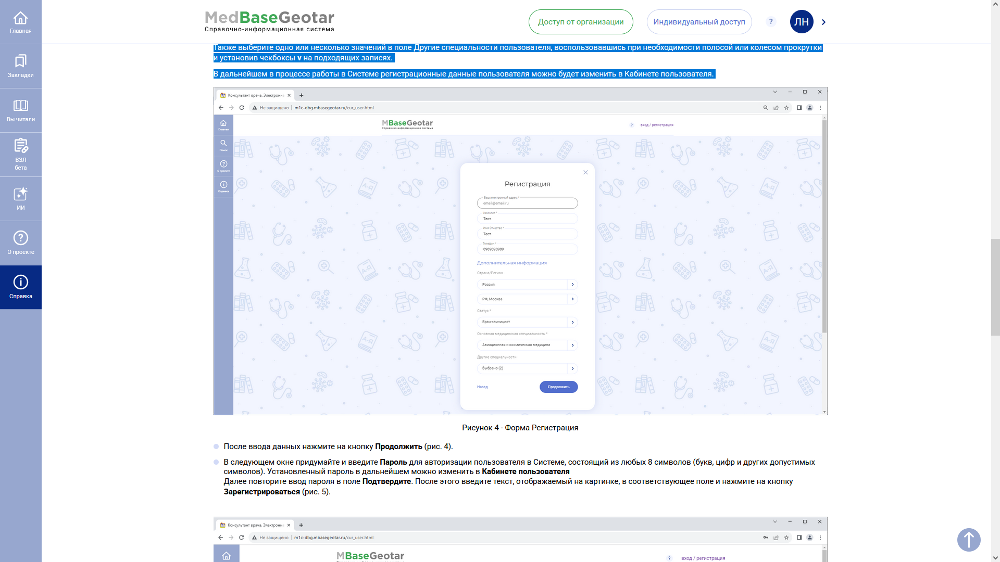 Главная
Закладки
Вы читали
ВЗЛ
бета
ИИ
О проекте
Справка
MedBaseGeotar
Справочно-информационная система
Доступ от организации
Индивидуальный доступ
?
ЛН
Также выберите одно или несколько значений в поле Другие специальности пользователя, воспользовавшись при необходимости полосой или колесом прокрутки
и установив чекбоксы v на подходящих записях.
В дальнейшем в процессе работы в Системе регистрационные данные пользователя можно будет изменить в Кабинете пользователя.
Консультант врача. Электронна
Не защищено
m1c-dbg.mbasegeotar.ru/cur_user.html
Главная
Поиск
О проекте
Справка
MBaseGeotar
Справочно-информационная система
?
вход / регистрация
Регистрация
Ваш электронный адрес *
email@email.ru
Фамилия *
Тест
Имя Отчество *
Тест
Телефон *
8989898989
Дополнительная информация
Страна/Регион
Россия
РФ, Москва
Статус *
Врач-клиницист
Основная медицинская специальность *
Авиационная и космическая медицина
Другие специальности
Выбрано (2)
Назад
Продолжить
Рисунок 4 - Форма Регистрация
После ввода данных нажмите на кнопку Продолжить (рис. 4).
В следующем окне придумайте и введите Пароль для авторизации пользователя в Системе, состоящий из любых 8 символов (букв, цифр и других допустимых
символов). Установленный пароль в дальнейшем можно изменить в Кабинете пользователя
Далее повторите ввод пароля в поле Подтвердите. После этого введите текст, отображаемый на картинке, в соответствующее поле и нажмите на кнопку
Зарегистрироваться (рис. 5).
Консультант врача. Электронна
Не защищено
m1c-dbg.mbasegeotar.ru/cur_user.html
MBaseGeotar
?
вход / регистрация